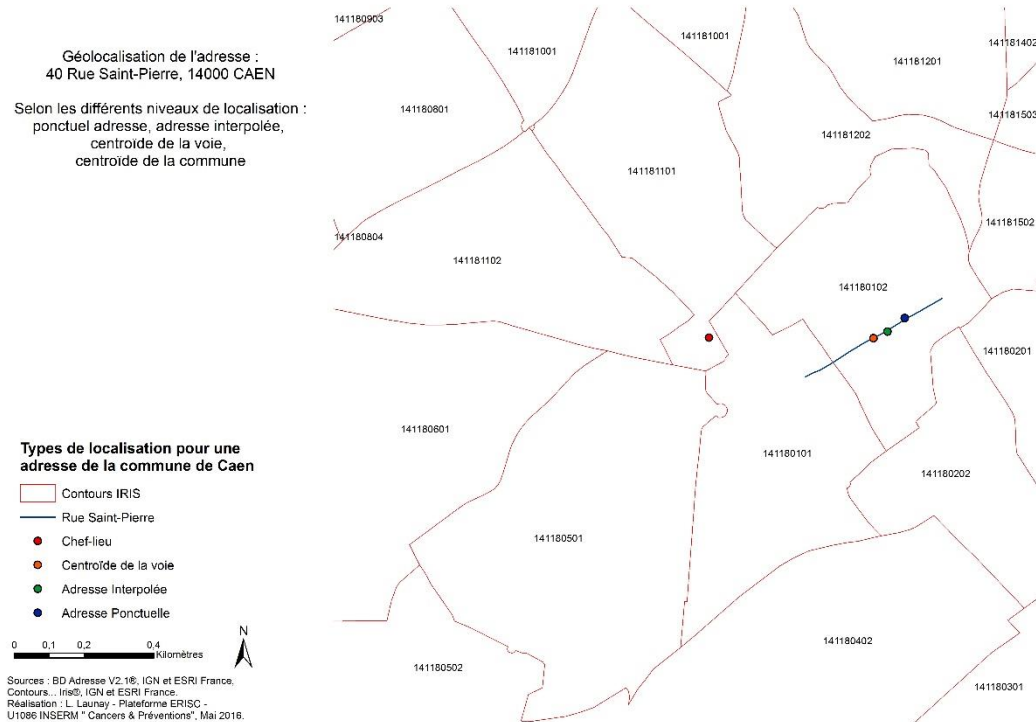 Géolocalisation de l'adresse :
40 Rue Saint-Pierre, 14000 CAEN
Selon les différents niveaux de localisation :
ponctuel adresse, adresse interpolée,
centroïde de la voie,
centroïde de la commune
141180903
141181001
141181001
141181402
141181201
141180801
141181503
141181202
141181101
141181502
141180804
141181102
141180102
141180201
141180601
141180101
141180202
141180501
141180402
141180502
141180301
Types de localisation pour une
adresse de la commune de Caen
Contours IRIS
Rue Saint-Pierre
Chef-lieu
Centroïde de la voie
Adresse Interpolée
Adresse Ponctuelle
N
0 0,1 0,2 0,4
Kilomètres
Sources : BD Adresse V2.1®, IGN et ESRI France,
Contours... Iris®, IGN et ESRI France.
Réalisation : L. Launay - Plateforme ERISC -
U1086 INSERM " Cancers & Préventions", Mai 2016.